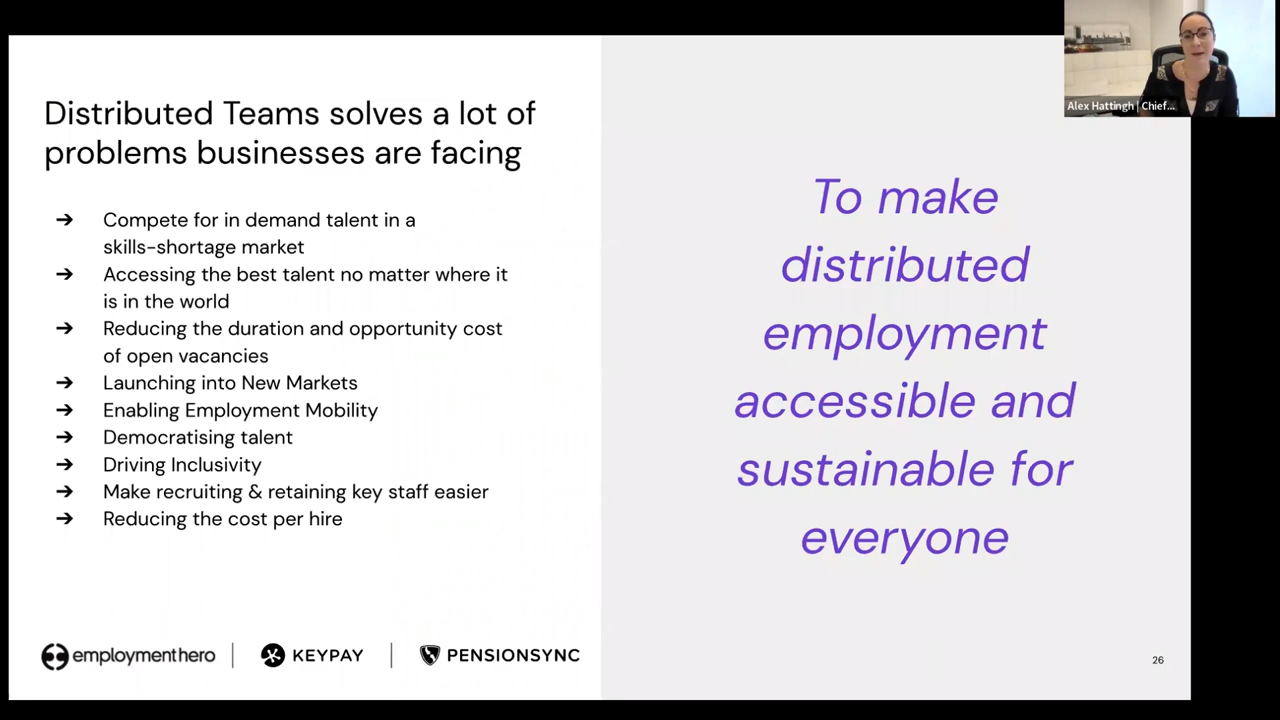 Distributed Teams solves a lot of
problems businesses are facing
➔ Compete for in demand talent in a
skills-shortage market
➔ Accessing the best talent no matter where it
is in the world
➔ Reducing the duration and opportunity cost
of open vacancies
➔ Launching into New Markets
➔ Enabling Employment Mobility
➔ Democratising talent
➔ Driving Inclusivity
➔ Make recruiting & retaining key staff easier
➔ Reducing the cost per hire
employmenthero | KEYPAY | PENSIONSYNC
To make
distributed
employment
accessible and
sustainable for
everyone
26
Alex Hattingh | Chief...